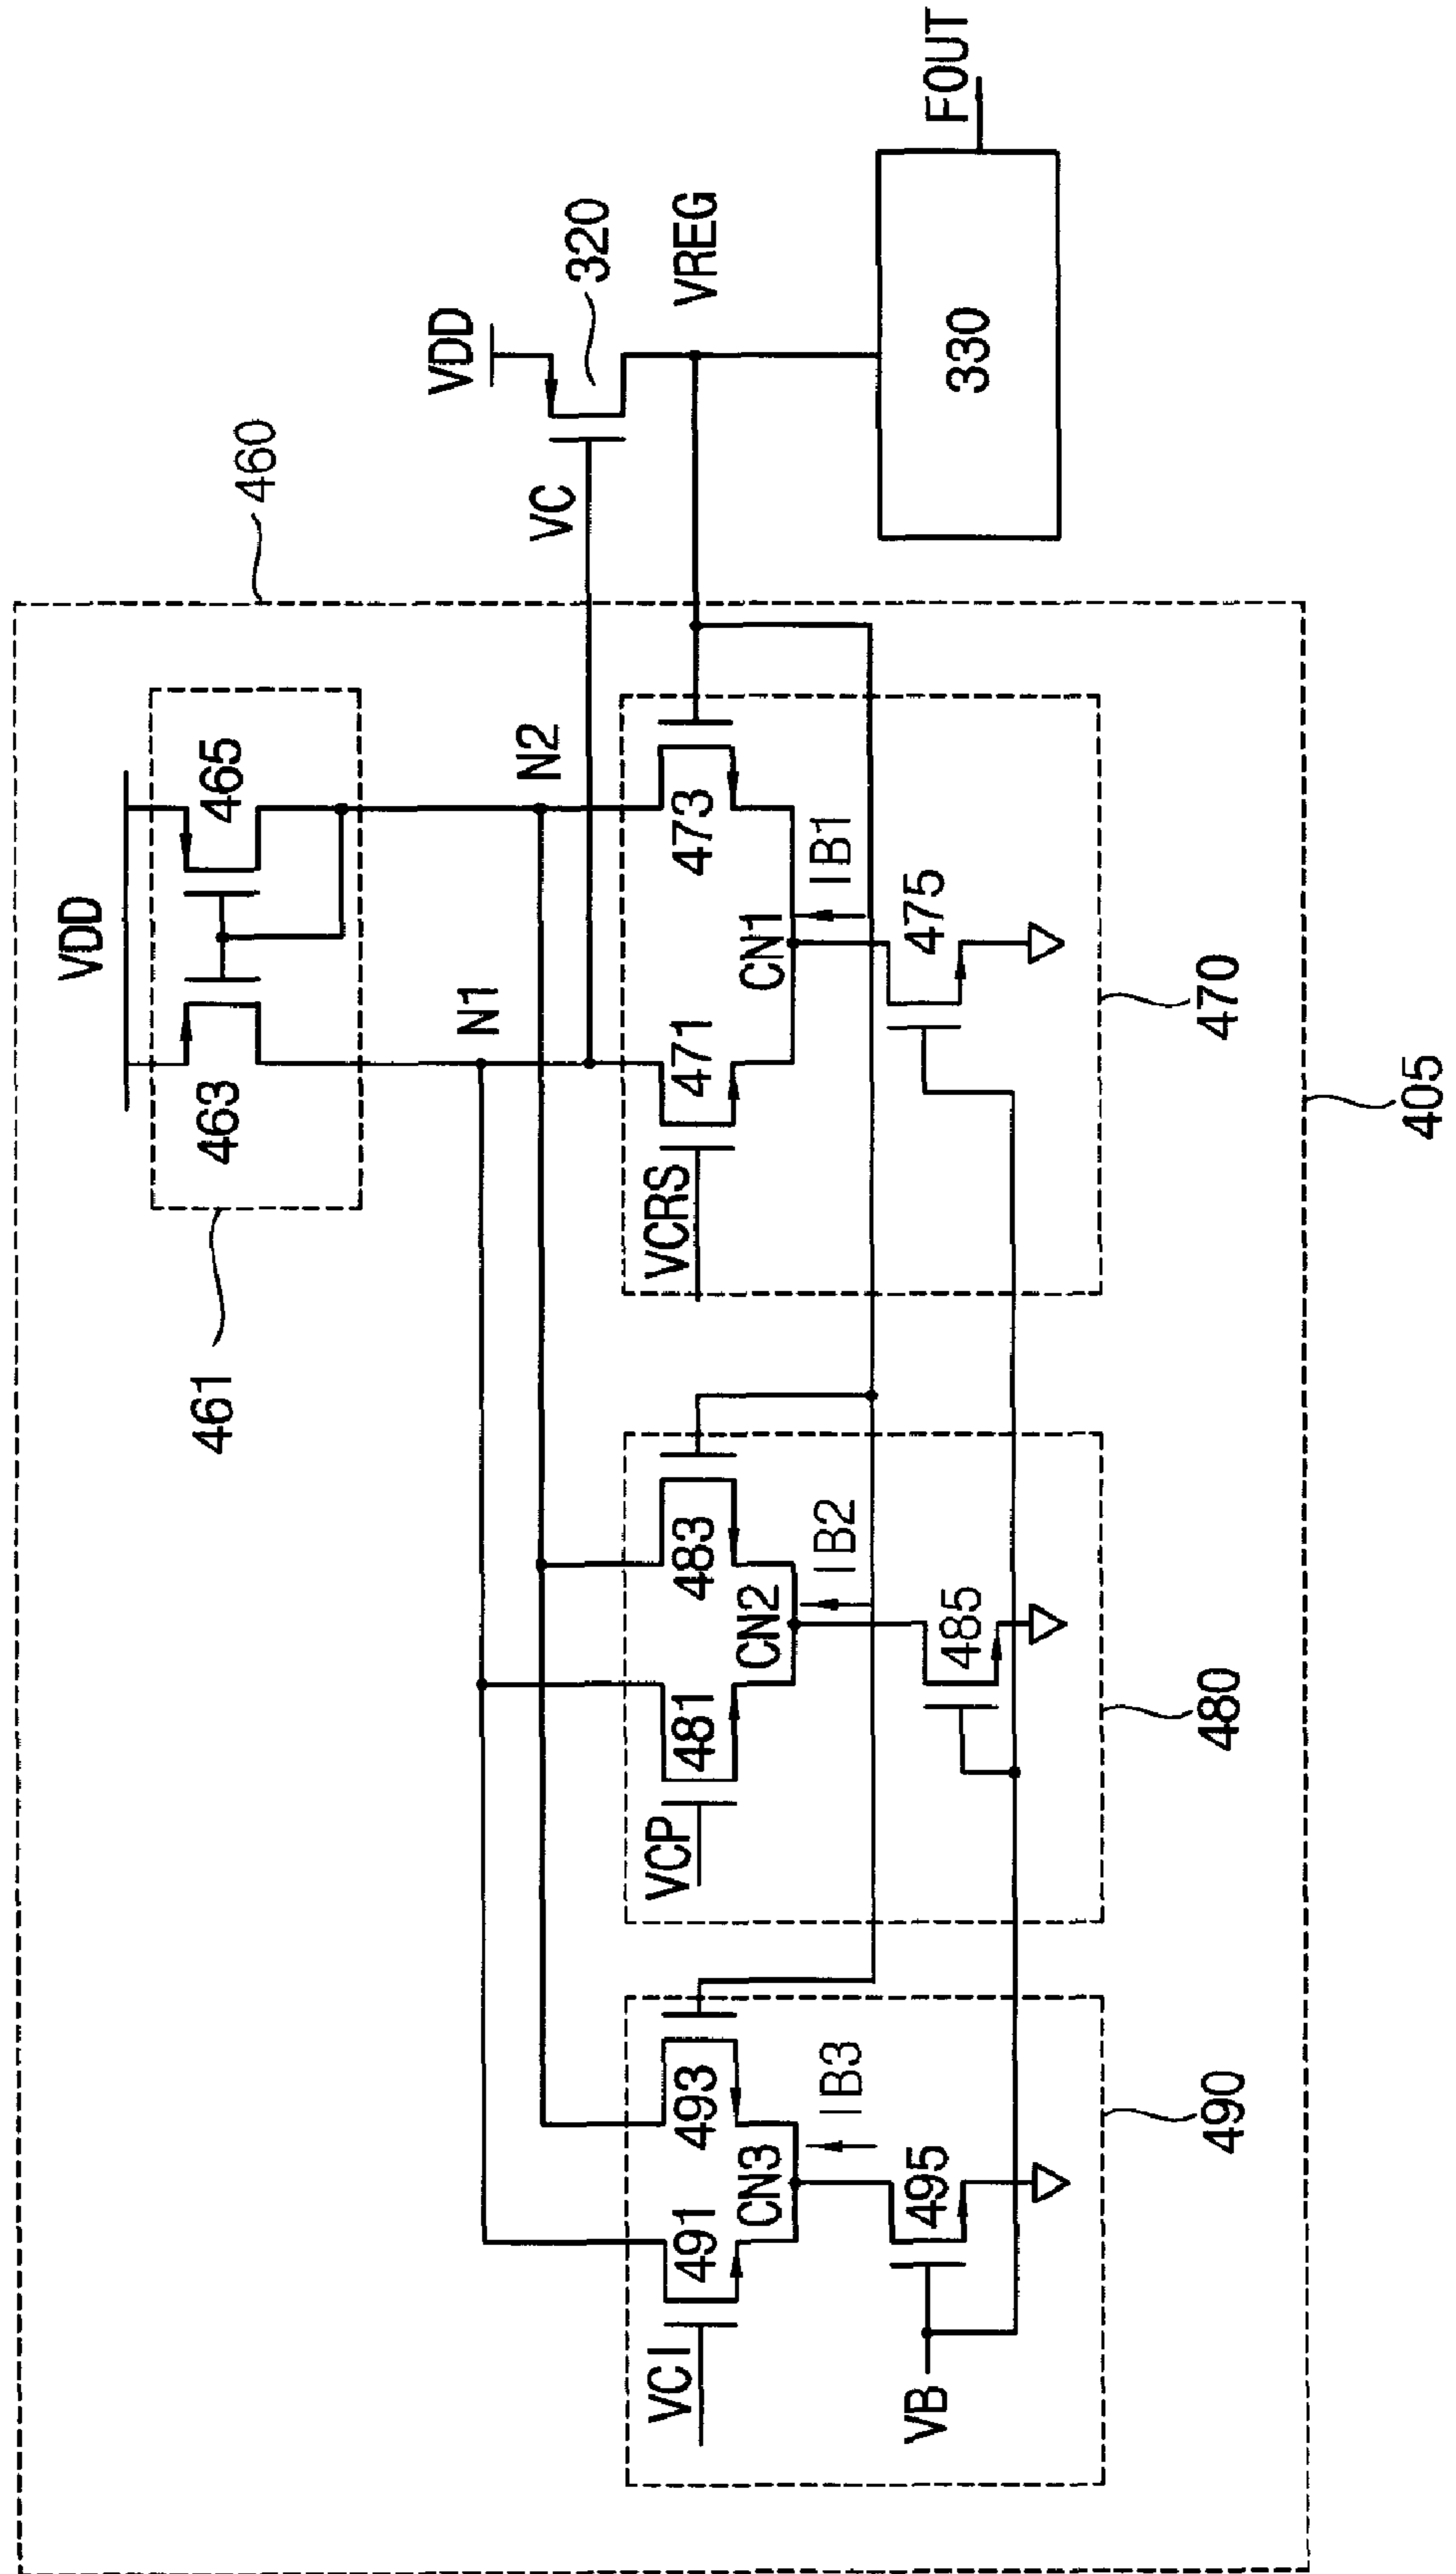 460
VDD
461
463
465
VDD
320
N1
N2
VC
VREG
VCI
491
493
CN3
IB3
495
VB
490
VCP
481
483
CN2
IB2
485
480
VCRS
471
473
CN1
IB1
475
470
330
FOUT
405